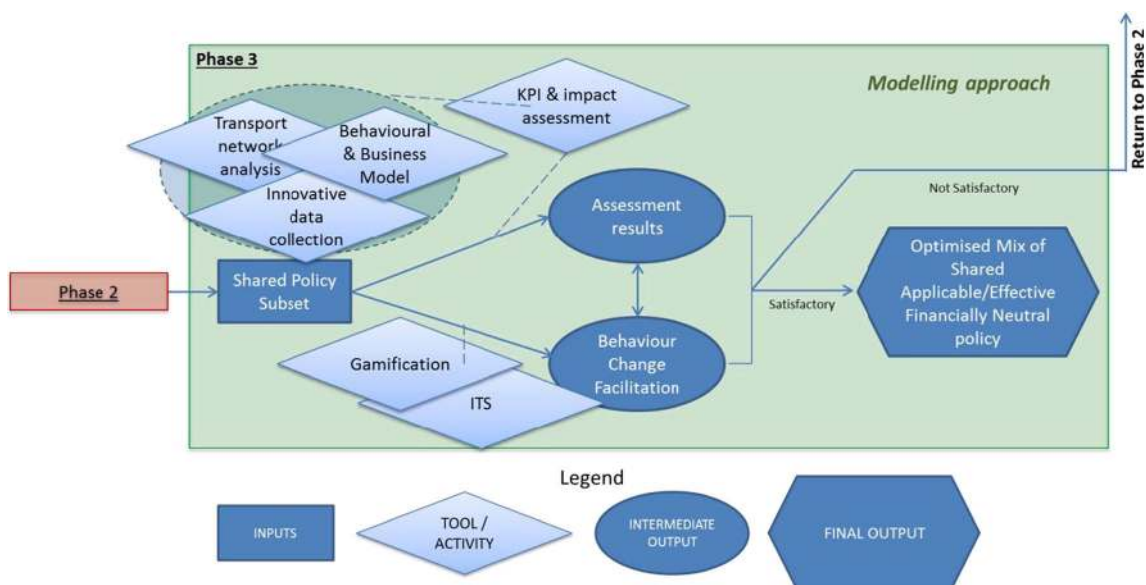 Phase 3
Modelling approach
Return to Phase 2
KPI & impact
assessment
Transport
network
analysis
Behavioural
& Business
Model
Innovative
data
collection
Assessment
results
Not Satisfactory
Phase 2
Shared Policy
Subset
Satisfactory
Optimised Mix of
Shared
Applicable/Effective
Financially Neutral
policy
Gamification
ITS
Behaviour
Change
Facilitation
Legend
INPUTS
TOOL /
ACTIVITY
INTERMEDIATE
OUTPUT
FINAL OUTPUT